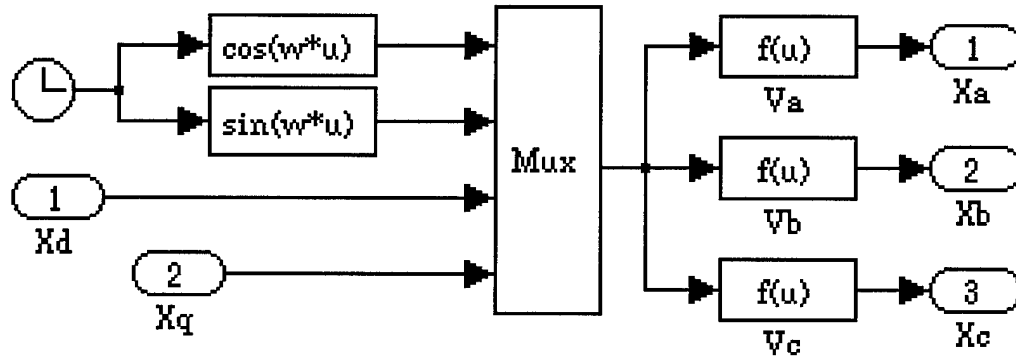 cos(w*u)
sin(w*u)
1
Xd
2
Xq
Mux
f(u)
Va
f(u)
Vb
f(u)
Vc
1
Xa
2
Xb
3
Xc